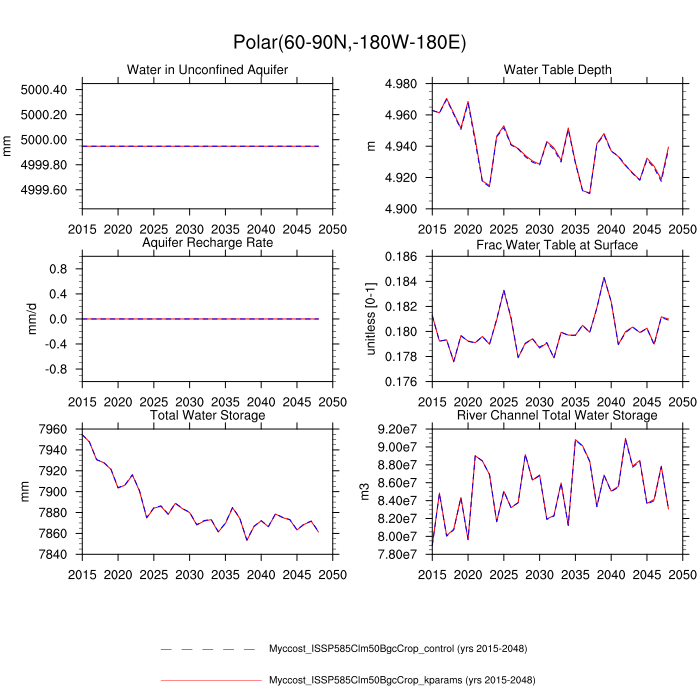 Polar(60-90N,-180W-180E)
Water in Unconfined Aquifer
5000.40
5000.20
5000.00
4999.80
4999.60
mm
2015 2020 2025 2030 2035 2040 2045 2050
Water Table Depth
4.980
4.960
4.940
4.920
4.900
m
2015 2020 2025 2030 2035 2040 2045 2050
Aquifer Recharge Rate
0.8
0.4
0.0
-0.4
-0.8
mm/d
2015 2020 2025 2030 2035 2040 2045 2050
Frac Water Table at Surface
0.186
0.184
0.182
0.180
0.178
0.176
unitless [0-1]
2015 2020 2025 2030 2035 2040 2045 2050
Total Water Storage
7960
7940
7920
7900
7880
7860
7840
mm
2015 2020 2025 2030 2035 2040 2045 2050
River Channel Total Water Storage
9.20e7
9.00e7
8.80e7
8.60e7
8.40e7
8.20e7
8.00e7
7.80e7
m3
2015 2020 2025 2030 2035 2040 2045 2050
Myccost_ISSP585Clm50BgcCrop_control (yrs 2015-2048)
Myccost_ISSP585Clm50BgcCrop_kparams (yrs 2015-2048)